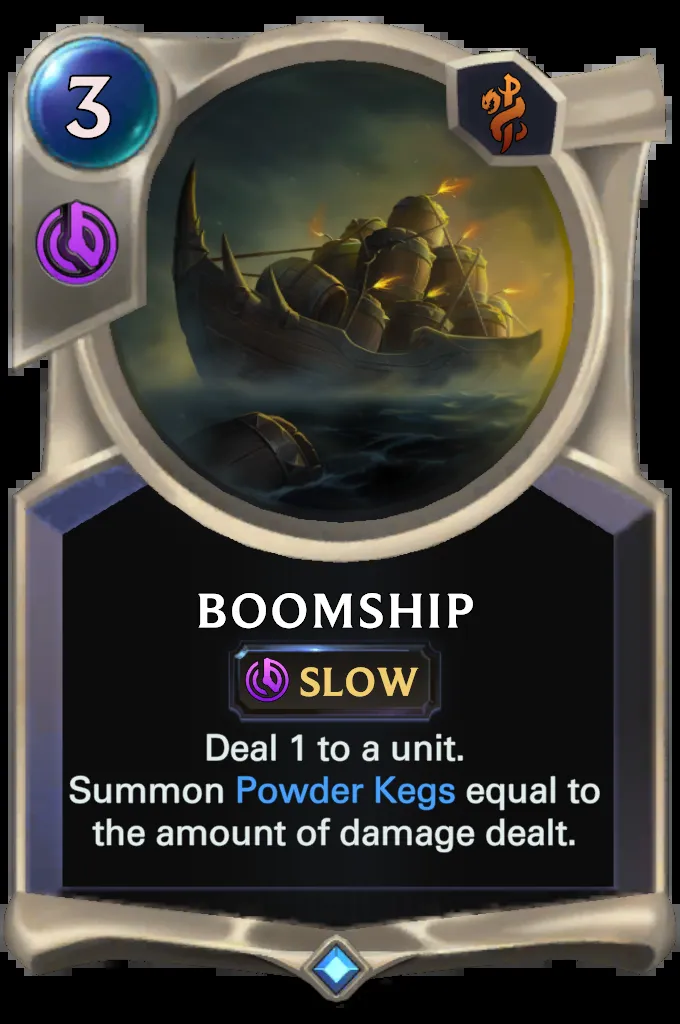 3
BOOMSHIP
SLOW
Deal 1 to a unit.
Summon Powder Kegs equal to
the amount of damage dealt.